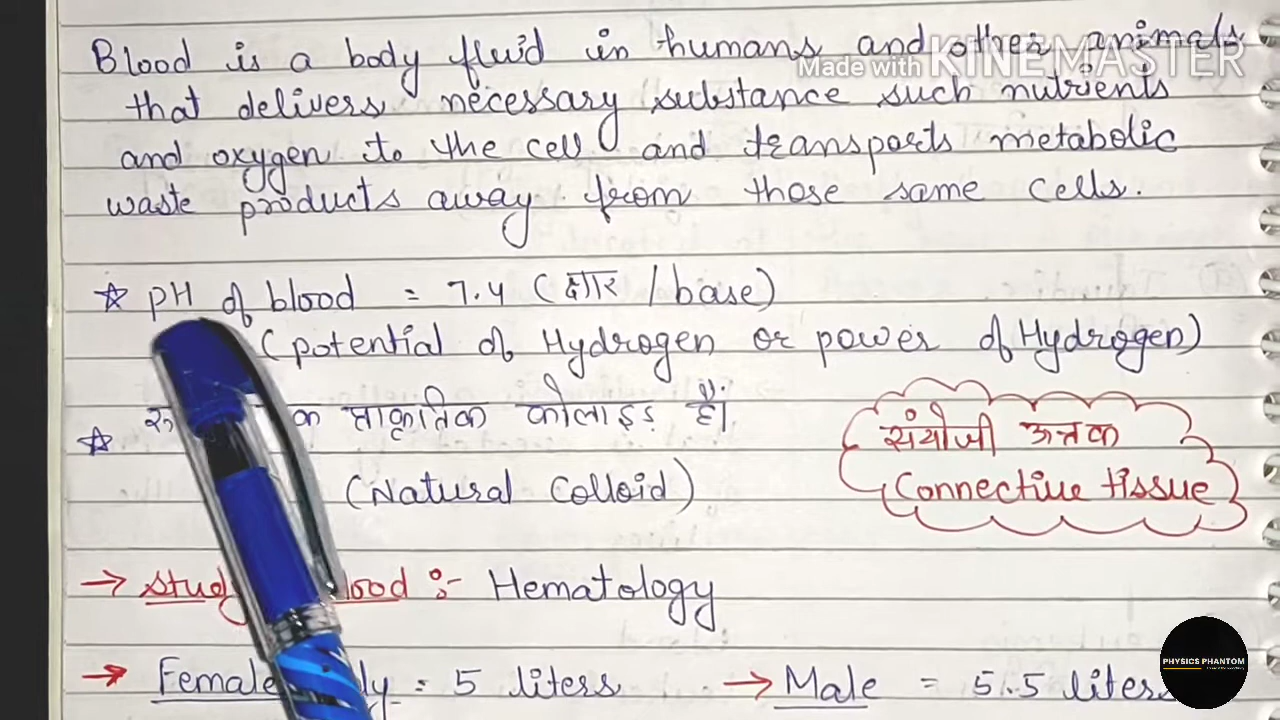 Blood is a body fluid in humans and other animals
Made with KINEMASTER
that delivers necessary substance such nutrients
and oxygen to the cell and transports metabolic
waste products away from those same cells.
☆ pH of blood = 7.4 (क्षार /base)
(potential of Hydrogen or power of Hydrogen)
☆ प्राकृतिक कोलाइड है।
(Natural Colloid)
संयोजी ऊतक
Connective tissue
→ Study blood :- Hematology
→ Female = 5 liters → Male = 5.5 liters
PHYSICS PHANTOM